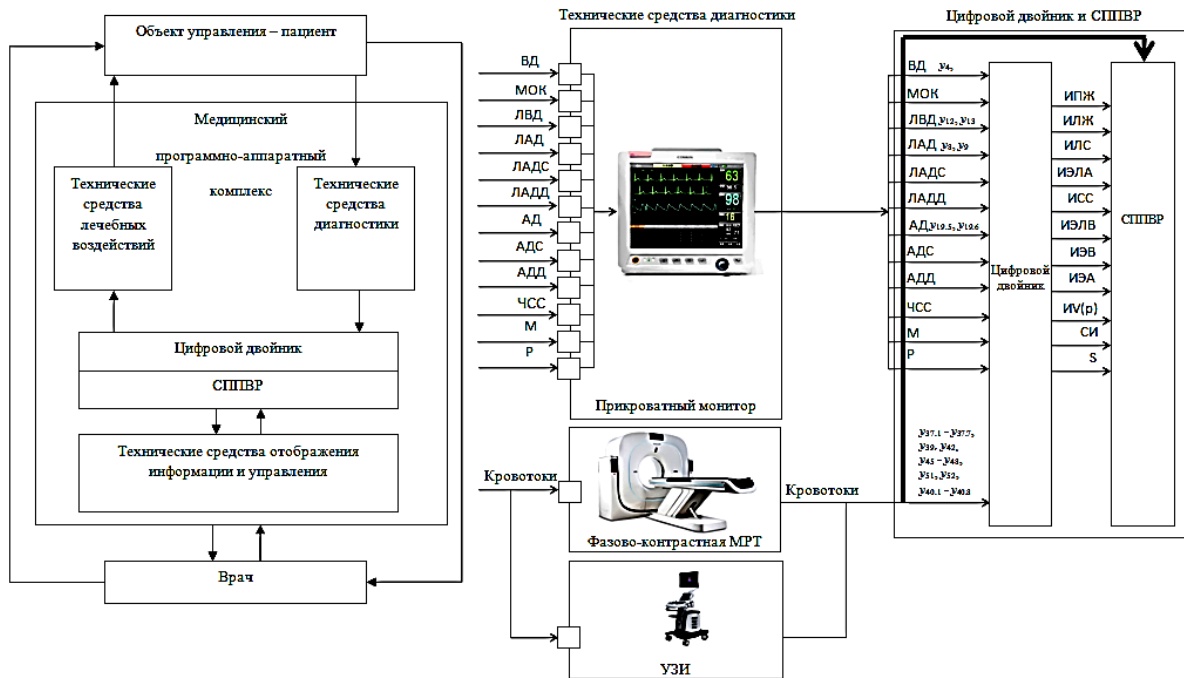 Объект управления – пациент
Медицинский
программно-аппаратный
комплекс
Технические
средства
лечебных
воздействий
Технические
средства
диагностики
Цифровой двойник
СППВР
Технические средства отображения
информации и управления
Врач
Технические средства диагностики
ВД
МОК
ЛВД
ЛАД
ЛАДС
ЛАДД
АД
АДС
АДД
ЧСС
М
Р
63
98
16
Прикроватный монитор
Кровотоки
Фазово-контрастная МРТ
УЗИ
Кровотоки
Цифровой двойник и СППВР
ВД y4,
МОК
ЛВД y12, y13
ЛАД y8, y9
ЛАДС
ЛАДД
АД, y19.5, y19.6
АДС
АДД
ЧСС
М
Р
y37.1 – y37.7,
y39, y42,
y45 – y48,
y51, y52,
y40.1 – y40.8
Цифровой
двойник
ИПЖ
ИЛЖ
ИЛС
ИЭЛА
ИСС
ИЭЛВ
ИЭВ
ИЭА
ИV(р)
СИ
S
СППВР